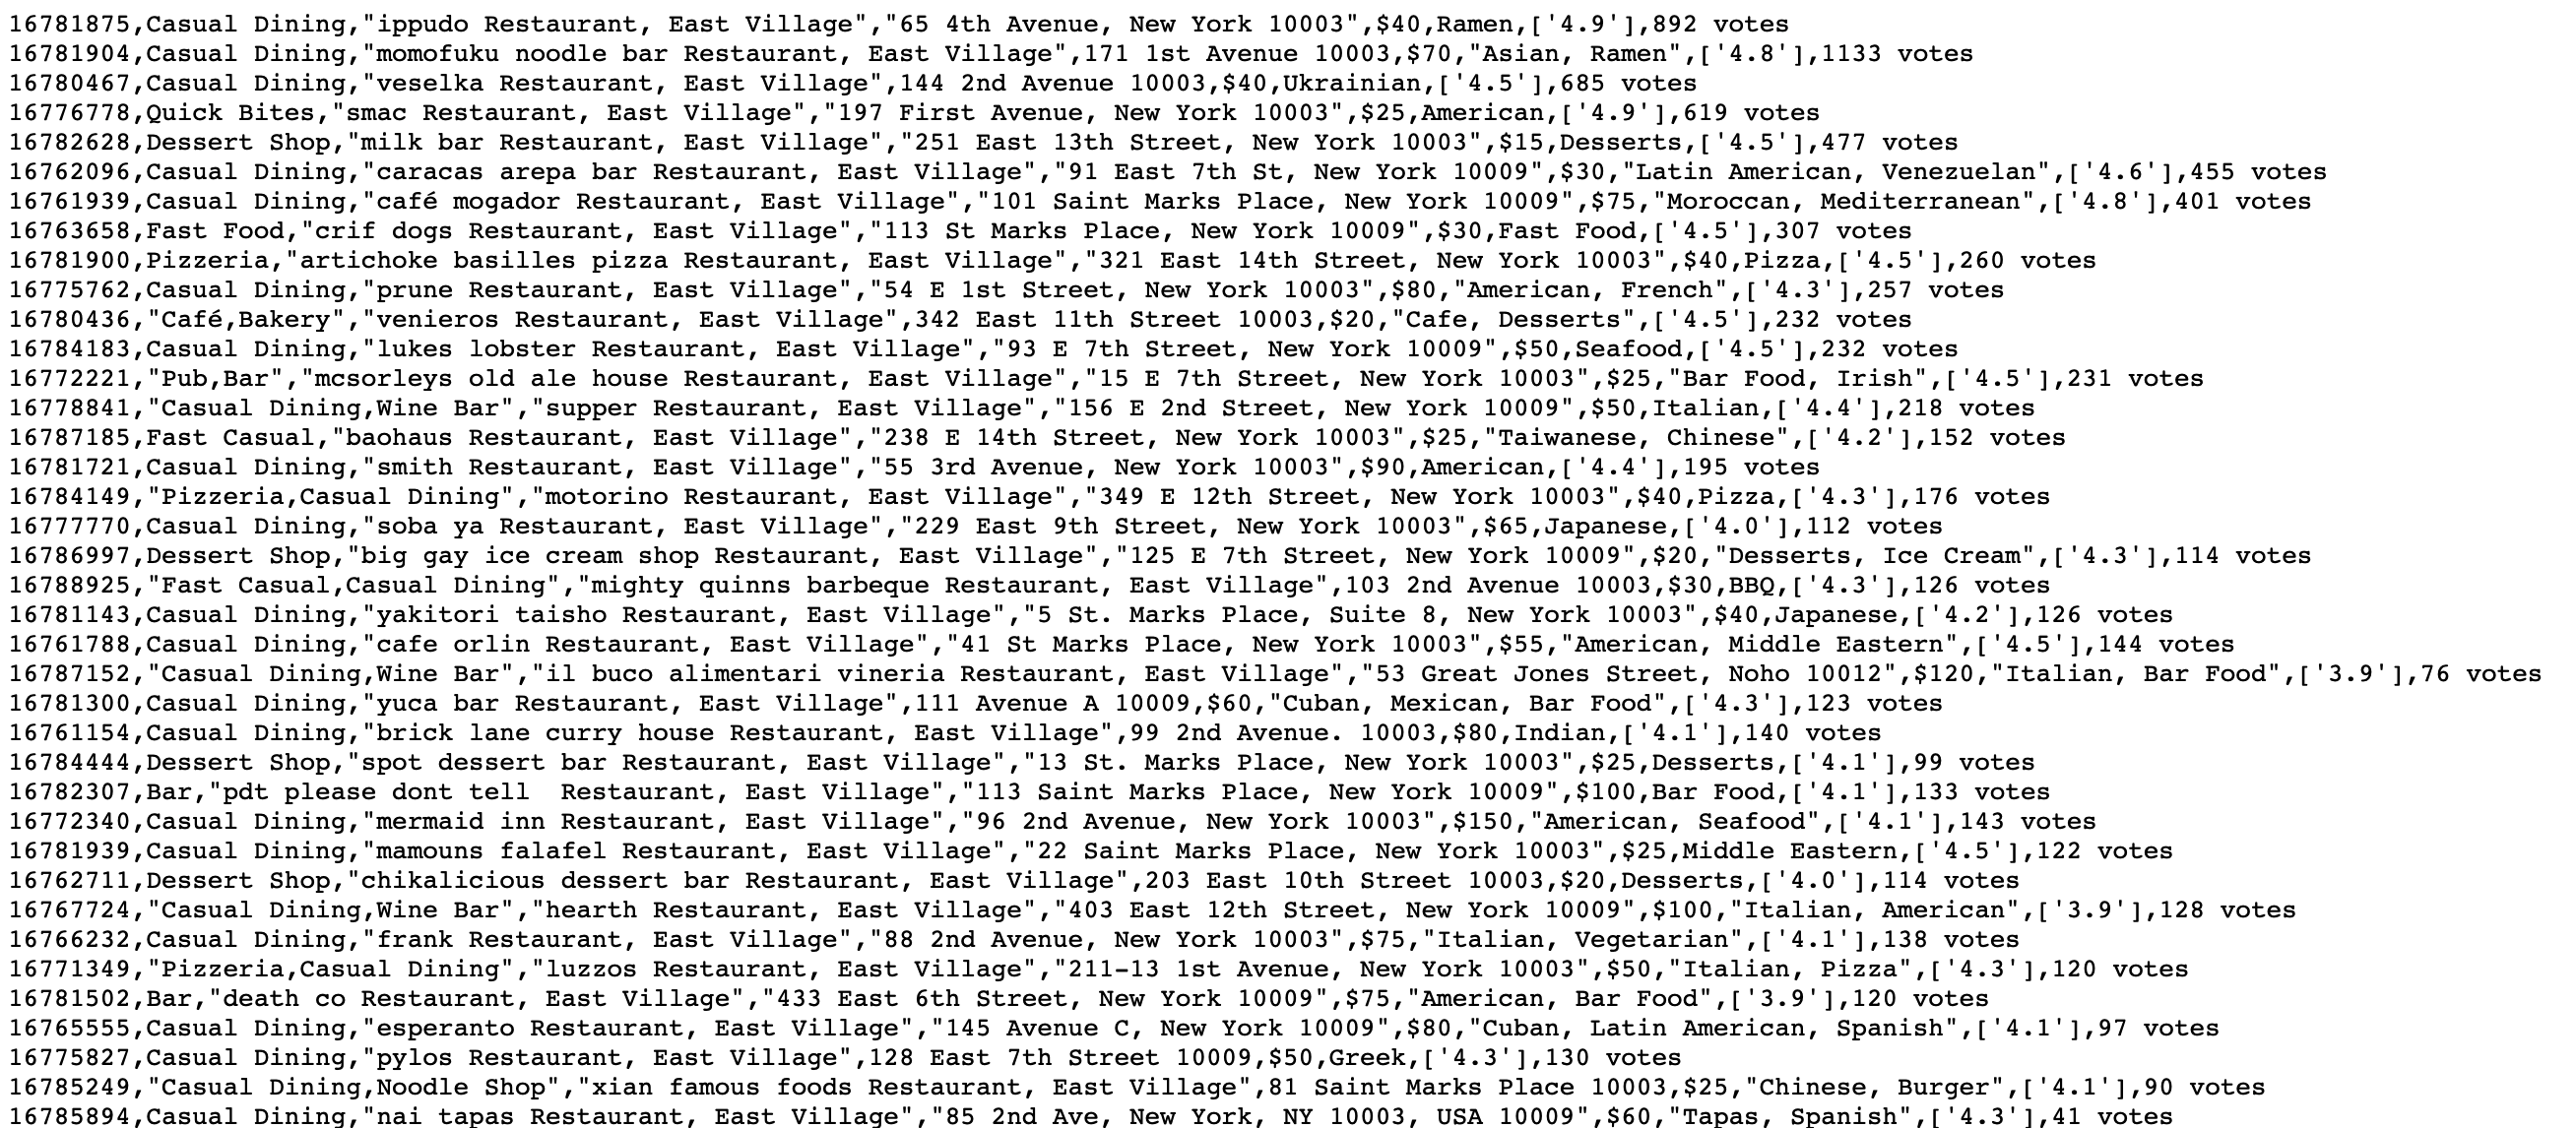 16781875,Casual Dining,"ippudo Restaurant, East Village","65 4th Avenue, New York 10003",$40,Ramen,['4.9'],892 votes
16781904,Casual Dining,"momofuku noodle bar Restaurant, East Village",171 1st Avenue 10003,$70,"Asian, Ramen",['4.8'],1133 votes
16780467,Casual Dining,"veselka Restaurant, East Village",144 2nd Avenue 10003,$40,Ukrainian,['4.5'],685 votes
16776778,Quick Bites,"smac Restaurant, East Village","197 First Avenue, New York 10003",$25,American,['4.9'],619 votes
16782628,Dessert Shop,"milk bar Restaurant, East Village","251 East 13th Street, New York 10003",$15,Desserts,['4.5'],477 votes
16762096,Casual Dining,"caracas arepa bar Restaurant, East Village","91 East 7th St, New York 10009",$30,"Latin American, Venezuelan",['4.6'],455 votes
16761939,Casual Dining,"café mogador Restaurant, East Village","101 Saint Marks Place, New York 10009",$75,"Moroccan, Mediterranean",['4.8'],401 votes
16763658,Fast Food,"crif dogs Restaurant, East Village","113 St Marks Place, New York 10009",$30,Fast Food,['4.5'],307 votes
16781900,Pizzeria,"artichoke basilles pizza Restaurant, East Village","321 East 14th Street, New York 10003",$40,Pizza,['4.5'],260 votes
16775762,Casual Dining,"prune Restaurant, East Village","54 E 1st Street, New York 10003",$80,"American, French",['4.3'],257 votes
16780436,"Café,Bakery","venieros Restaurant, East Village",342 East 11th Street 10003,$20,"Cafe, Desserts",['4.5'],232 votes
16784183,Casual Dining,"lukes lobster Restaurant, East Village","93 E 7th Street, New York 10009",$50,Seafood,['4.5'],232 votes
16772221,"Pub,Bar","mcsorleys old ale house Restaurant, East Village","15 E 7th Street, New York 10003",$25,"Bar Food, Irish",['4.5'],231 votes
16778841,"Casual Dining,Wine Bar","supper Restaurant, East Village","156 E 2nd Street, New York 10009",$50,Italian,['4.4'],218 votes
16787185,Fast Casual,"baohaus Restaurant, East Village","238 E 14th Street, New York 10003",$25,"Taiwanese, Chinese",['4.2'],152 votes
16781721,Casual Dining,"smith Restaurant, East Village","55 3rd Avenue, New York 10003",$90,American,['4.4'],195 votes
16784149,"Pizzeria,Casual Dining","motorino Restaurant, East Village","349 E 12th Street, New York 10003",$40,Pizza,['4.3'],176 votes
16777770,Casual Dining,"soba ya Restaurant, East Village","229 East 9th Street, New York 10003",$65,Japanese,['4.0'],112 votes
16786997,Dessert Shop,"big gay ice cream shop Restaurant, East Village","125 E 7th Street, New York 10009",$20,"Desserts, Ice Cream",['4.3'],114 votes
16788925,"Fast Casual,Casual Dining","mighty quinns barbeque Restaurant, East Village",103 2nd Avenue 10003,$30,BBQ,['4.3'],126 votes
16781143,Casual Dining,"yakitori taisho Restaurant, East Village","5 St. Marks Place, Suite 8, New York 10003",$40,Japanese,['4.2'],126 votes
16761788,Casual Dining,"cafe orlin Restaurant, East Village","41 St Marks Place, New York 10003",$55,"American, Middle Eastern",['4.5'],144 votes
16787152,"Casual Dining,Wine Bar","il buco alimentari vineria Restaurant, East Village","53 Great Jones Street, Noho 10012",$120,"Italian, Bar Food",['3.9'],76 votes
16781300,Casual Dining,"yuca bar Restaurant, East Village",111 Avenue A 10009,$60,"Cuban, Mexican, Bar Food",['4.3'],123 votes
16761154,Casual Dining,"brick lane curry house Restaurant, East Village",99 2nd Avenue. 10003,$80,Indian,['4.1'],140 votes
16784444,Dessert Shop,"spot dessert bar Restaurant, East Village","13 St. Marks Place, New York 10003",$25,Desserts,['4.1'],99 votes
16782307,Bar,"pdt please dont tell  Restaurant, East Village","113 Saint Marks Place, New York 10009",$100,Bar Food,['4.1'],133 votes
16772340,Casual Dining,"mermaid inn Restaurant, East Village","96 2nd Avenue, New York 10003",$150,"American, Seafood",['4.1'],143 votes
16781939,Casual Dining,"mamouns falafel Restaurant, East Village","22 Saint Marks Place, New York 10003",$25,Middle Eastern,['4.5'],122 votes
16762711,Dessert Shop,"chikalicious dessert bar Restaurant, East Village",203 East 10th Street 10003,$20,Desserts,['4.0'],114 votes
16767724,"Casual Dining,Wine Bar","hearth Restaurant, East Village","403 East 12th Street, New York 10009",$100,"Italian, American",['3.9'],128 votes
16766232,Casual Dining,"frank Restaurant, East Village","88 2nd Avenue, New York 10003",$75,"Italian, Vegetarian",['4.1'],138 votes
16771349,"Pizzeria,Casual Dining","luzzos Restaurant, East Village","211-13 1st Avenue, New York 10003",$50,"Italian, Pizza",['4.3'],120 votes
16781502,Bar,"death co Restaurant, East Village","433 East 6th Street, New York 10009",$75,"American, Bar Food",['3.9'],120 votes
16765555,Casual Dining,"esperanto Restaurant, East Village","145 Avenue C, New York 10009",$80,"Cuban, Latin American, Spanish",['4.1'],97 votes
16775827,Casual Dining,"pylos Restaurant, East Village",128 East 7th Street 10009,$50,Greek,['4.3'],130 votes
16785249,"Casual Dining,Noodle Shop","xian famous foods Restaurant, East Village",81 Saint Marks Place 10003,$25,"Chinese, Burger",['4.1'],90 votes
16785894,Casual Dining,"nai tapas Restaurant, East Village","85 2nd Ave, New York, NY 10003, USA 10009",$60,"Tapas, Spanish",['4.3'],41 votes